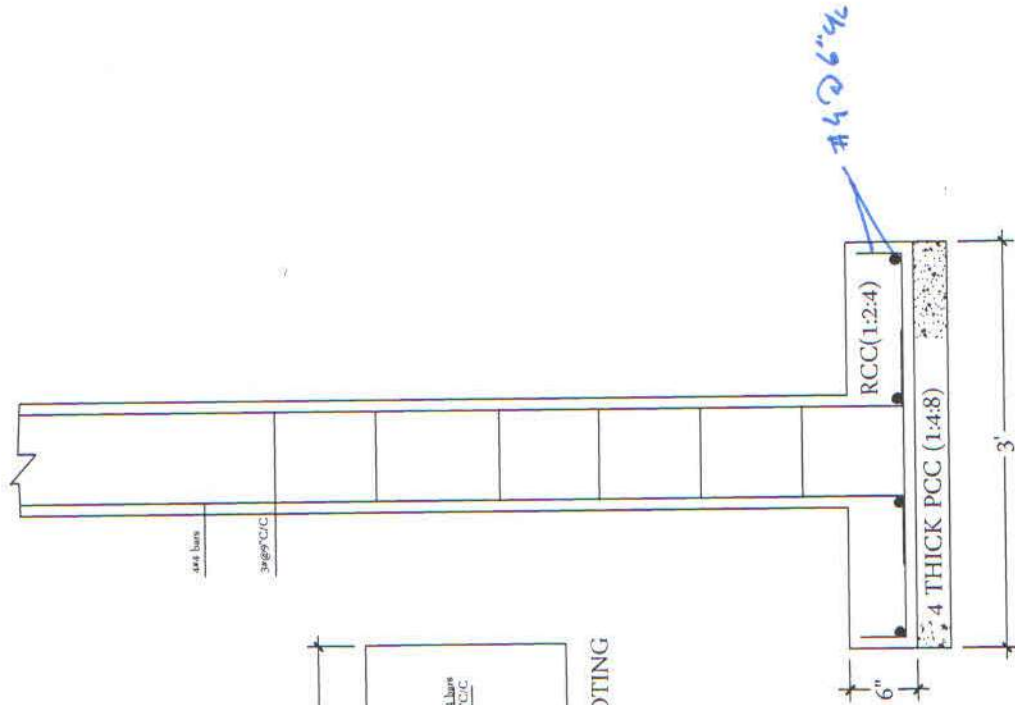 4#4 bars
3#@9"C/C
bars
"C/C
OTING
#4 @ 6" c/c
RCC(1:2:4)
4 THICK PCC (1:4:8)
6"
3'